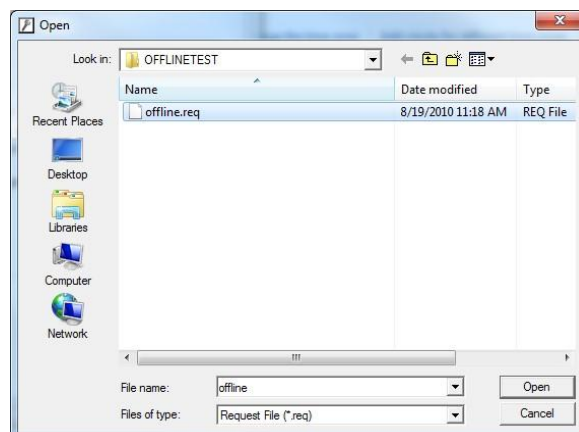 Open
Look in: OFFLINETEST
Name Date modified Type
offline.req 8/19/2010 11:18 AM REQ File
Recent Places
Desktop
Libraries
Computer
Network
File name: offline Open
Files of type: Request File (*.req) Cancel